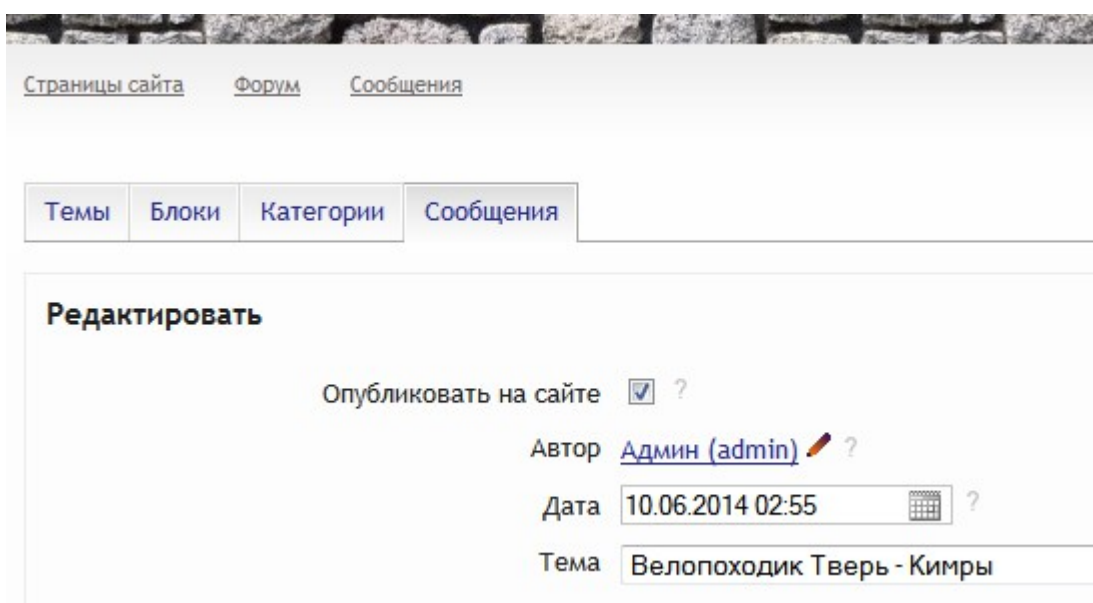 Страницы сайта Форум Сообщения
Темы Блоки Категории Сообщения
Редактировать
Опубликовать на сайте ?
Автор Админ (admin) ?
Дата 10.06.2014 02:55 ?
Тема Велопоходик Тверь - Кимры